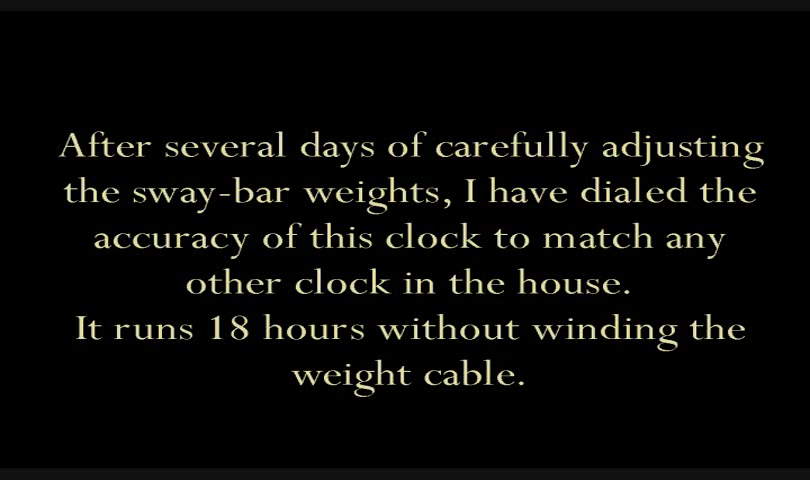 After several days of carefully adjusting
the sway-bar weights, I have dialed the
accuracy of this clock to match any
other clock in the house.
It runs 18 hours without winding the
weight cable.